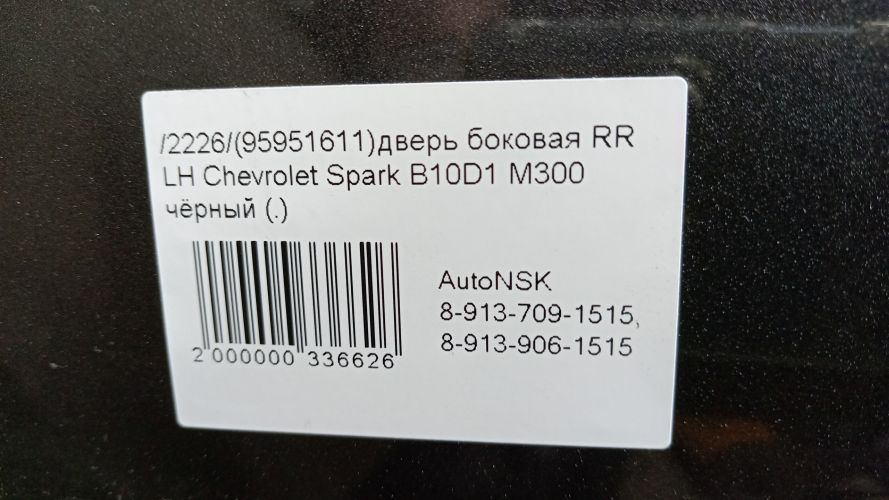 /2226/(95951611)дверь боковая RR
LH Chevrolet Spark B10D1 M300
чёрный (.)
AutoNSK
8-913-709-1515,
8-913-906-1515
2 000000 336626